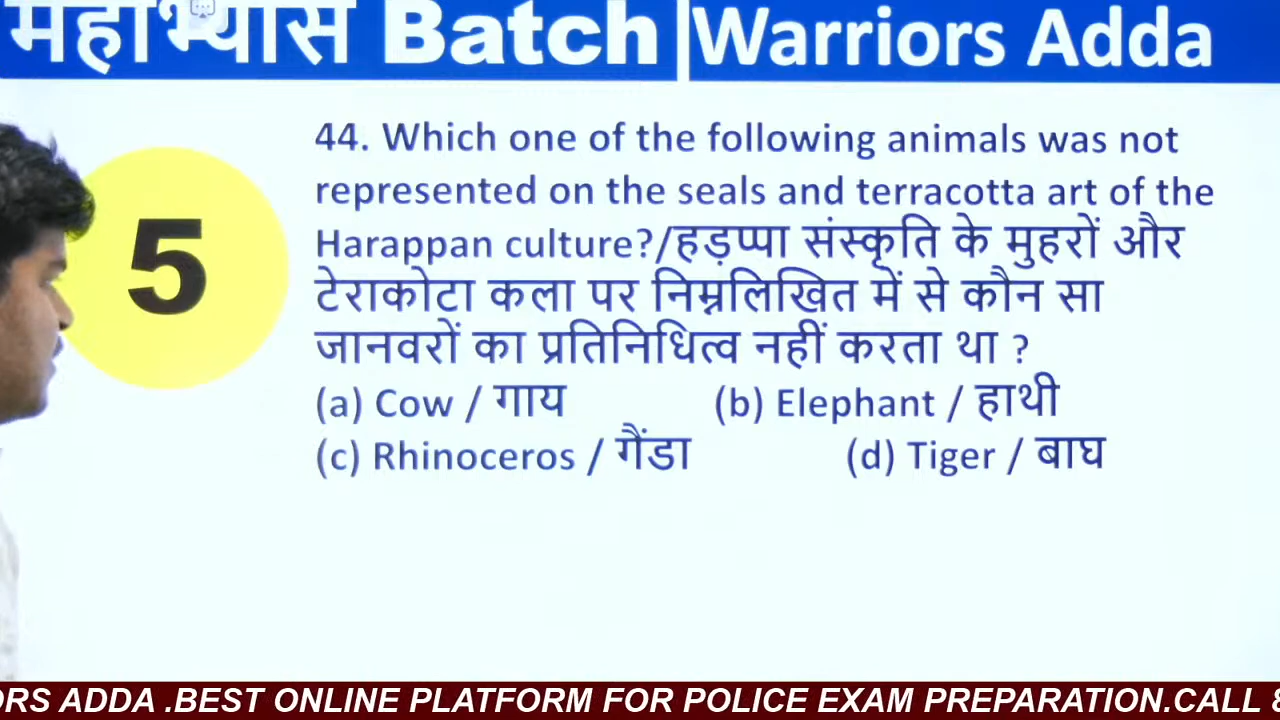 महाभ्यास Batch Warriors Adda
5
44. Which one of the following animals was not
represented on the seals and terracotta art of the
Harappan culture?/हड़प्पा संस्कृति के मुहरों और
टेराकोटा कला पर निम्नलिखित में से कौन सा
जानवरों का प्रतिनिधित्व नहीं करता था ?
(a) Cow / गाय (b) Elephant / हाथी
(c) Rhinoceros / गैंडा (d) Tiger / बाघ
ORS ADDA .BEST ONLINE PLATFORM FOR POLICE EXAM PREPARATION.CALL 8